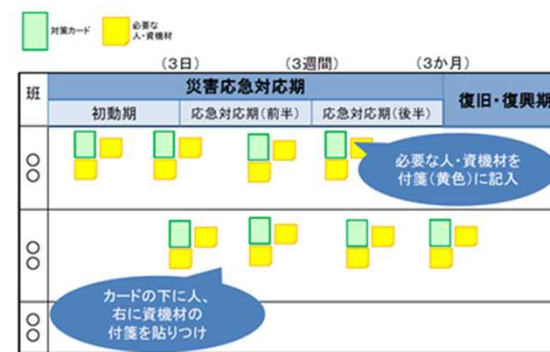 対策カード
必要な
人・資機材
(3日)
(3週間)
(3か月)
班
災害応急対応期
復旧・復興期
初動期
応急対応期(前半)
応急対応期(後半)
○○
必要な人・資機材を
付箋(黄色)に記入
○○
カードの下に人、
右に資機材の
付箋を貼りつけ
○○